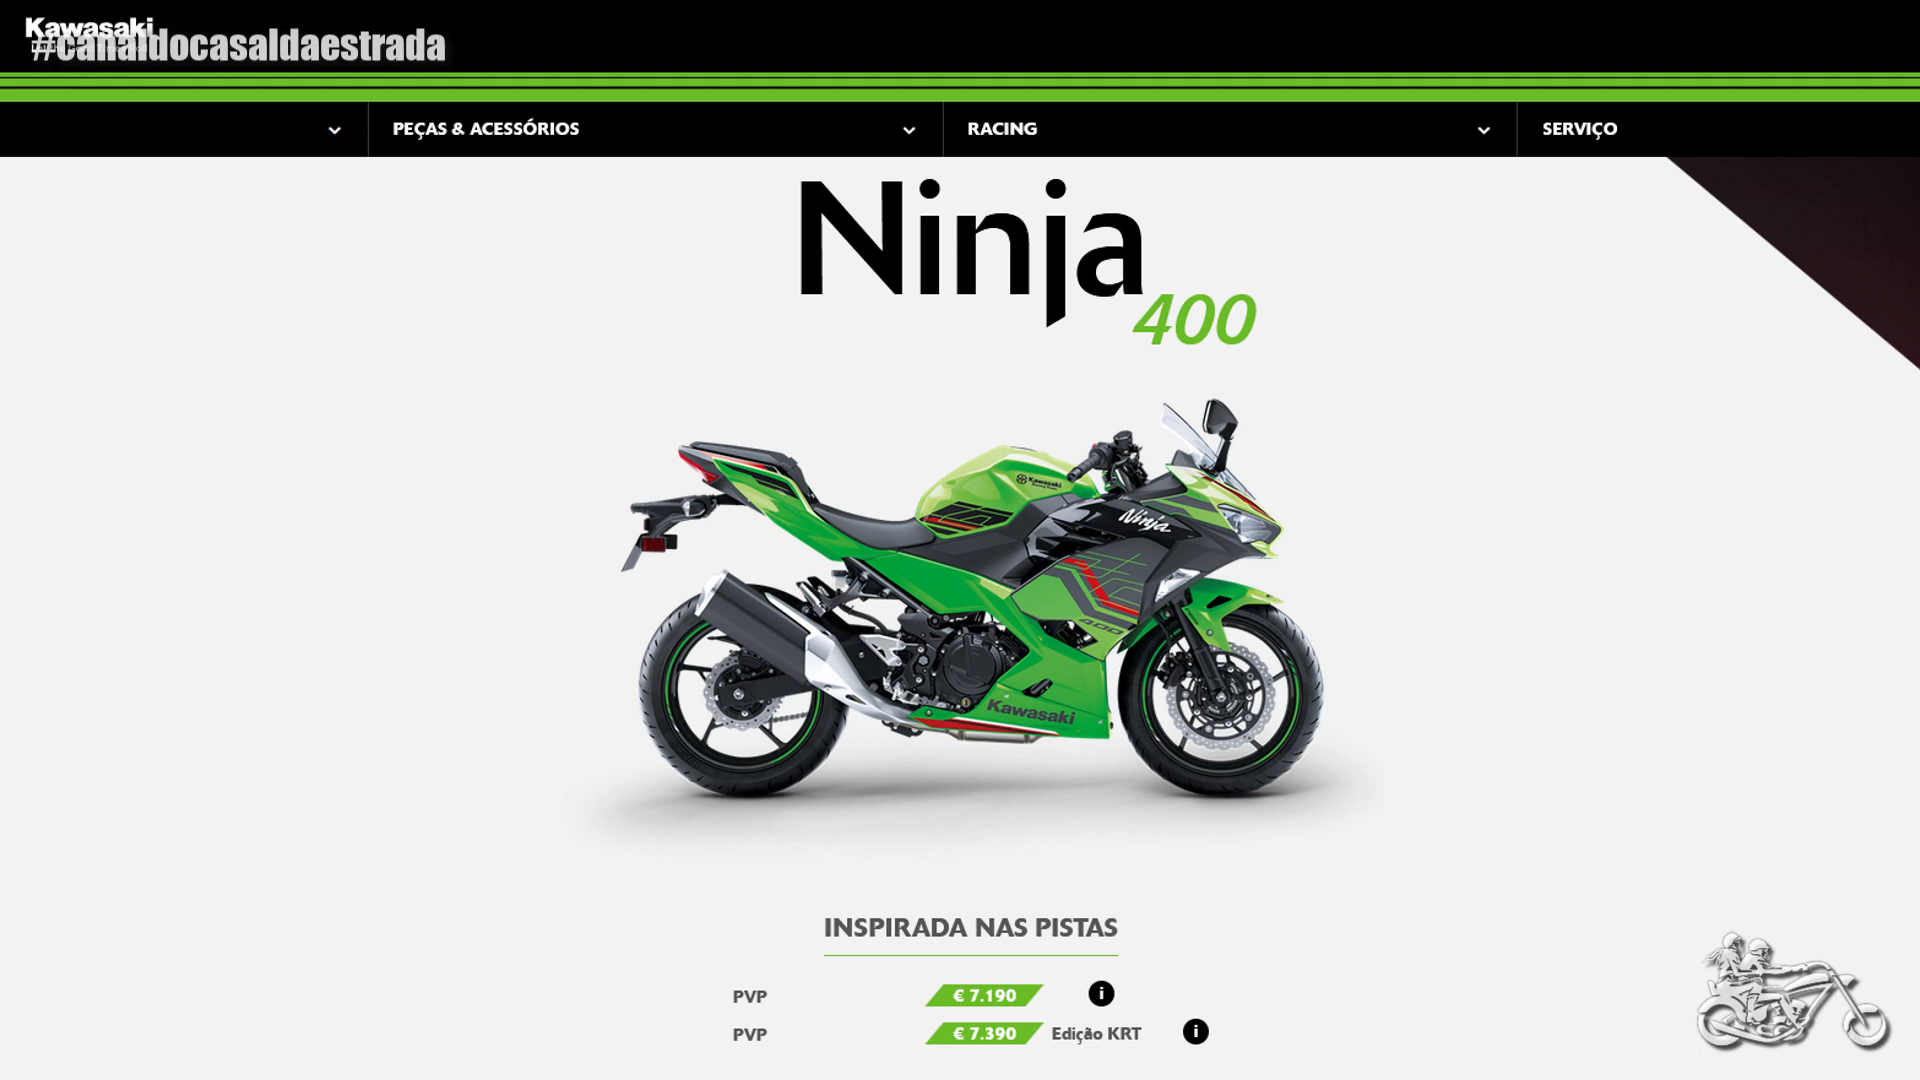 Kawasaki
#canaldocasaldaestrada
PEÇAS & ACESSÓRIOS
RACING
SERVIÇO
Ninja
400
Kawasaki
Ninja
400
Kawasaki
INSPIRADA NAS PISTAS
PVP € 7.190 i
PVP € 7.390 Edição KRT i